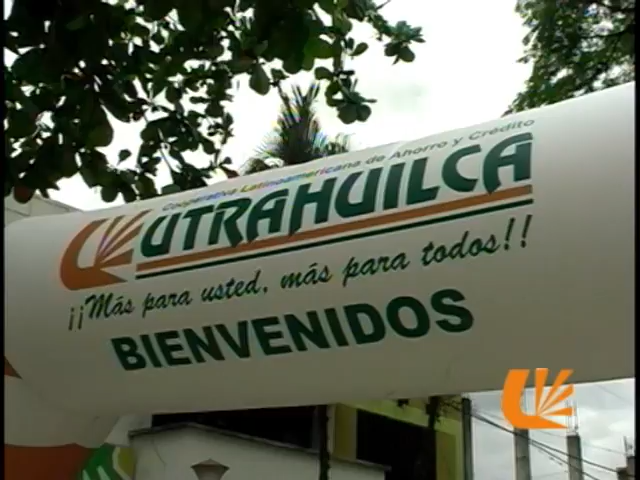 Cooperativa Latinoamericana de Ahorro y Crédito
UTRAHUILCA
¡¡Más para usted, más para todos!!
BIENVENIDOS